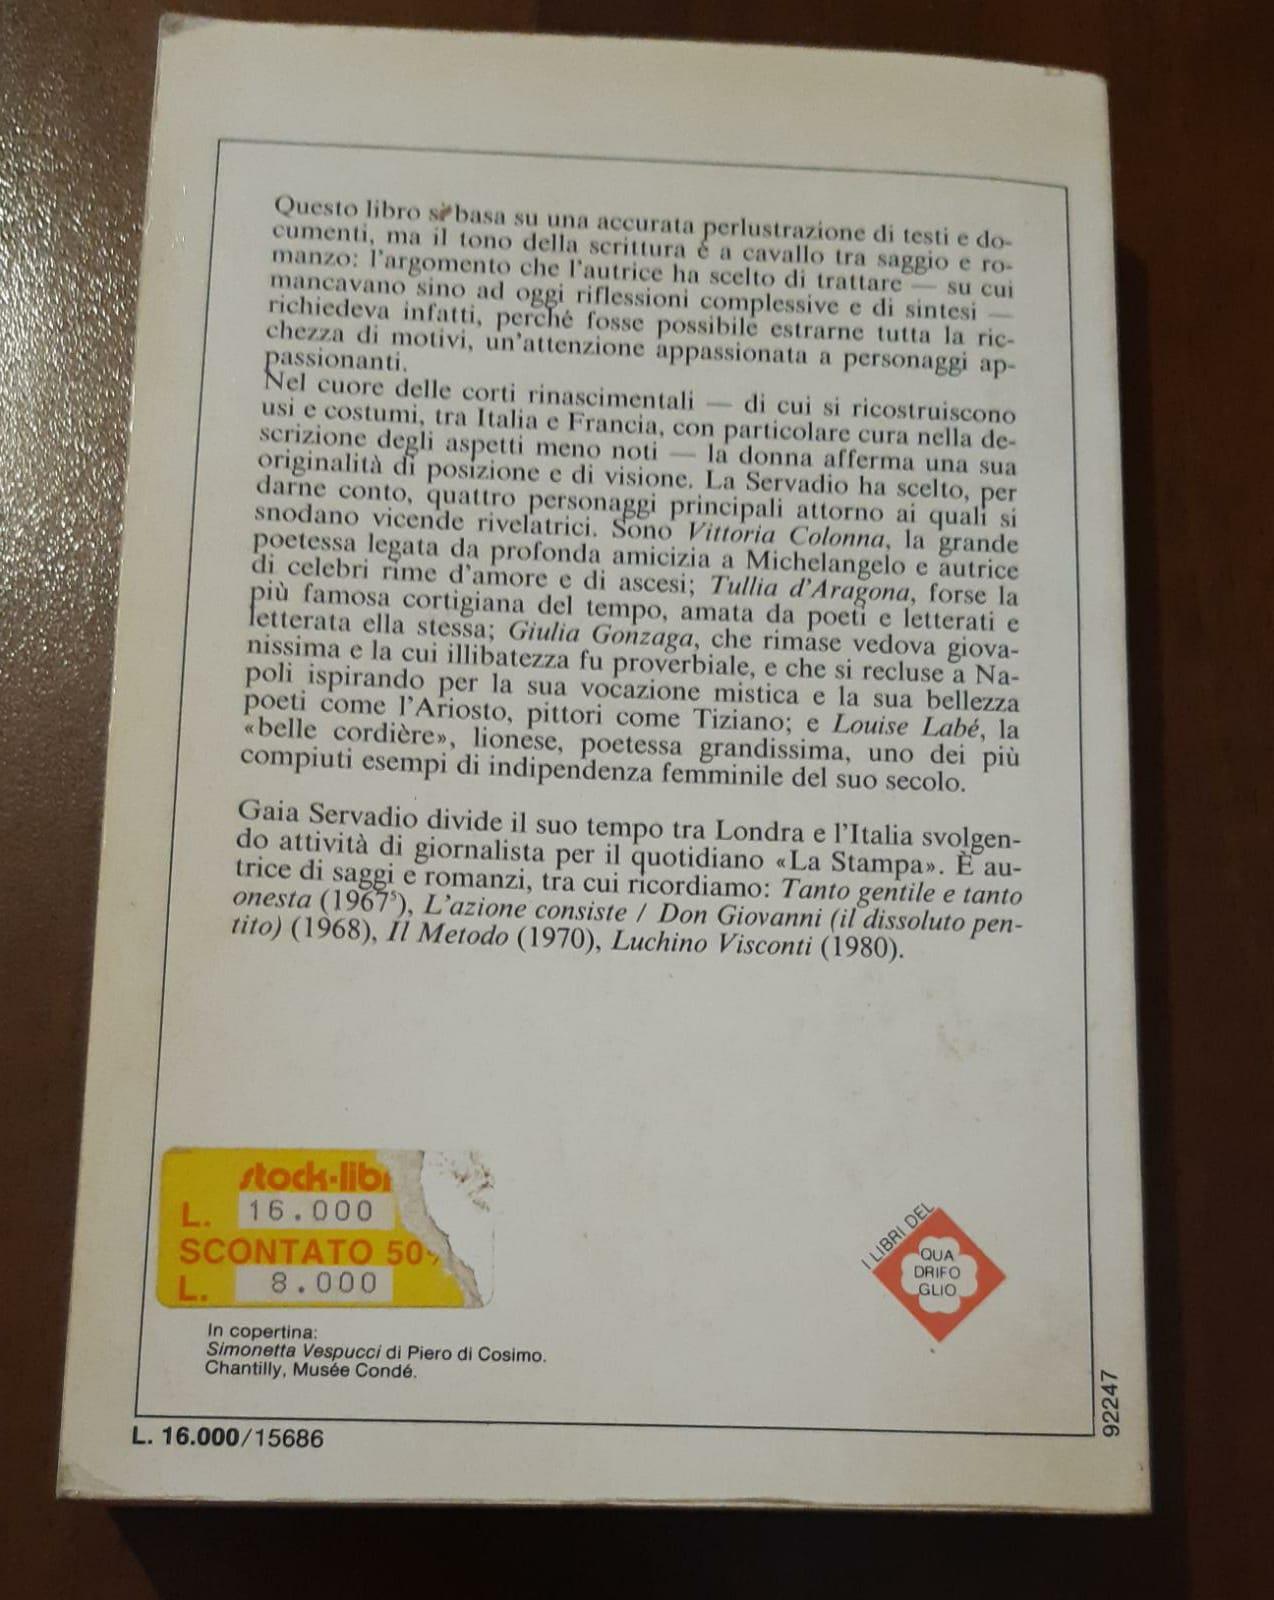 Questo libro si basa su una accurata perlustrazione di testi e do-
cumenti, ma il tono della scrittura è a cavallo tra saggio e ro-
manzo: l'argomento che l'autrice ha scelto di trattare — su cui
mancavano sino ad oggi riflessioni complessive e di sintesi —
richiedeva infatti, perché fosse possibile estrarne tutta la ric-
chezza di motivi, un'attenzione appassionata a personaggi ap-
passionanti.
Nel cuore delle corti rinascimentali — di cui si ricostruiscono
usi e costumi, tra Italia e Francia, con particolare cura nella de-
scrizione degli aspetti meno noti — la donna afferma una sua
originalità di posizione e di visione. La Servadio ha scelto, per
darne conto, quattro personaggi principali attorno ai quali si
snodano vicende rivelatrici. Sono Vittoria Colonna, la grande
poetessa legata da profonda amicizia a Michelangelo e autrice
di celebri rime d'amore e di ascesi; Tullia d'Aragona, forse la
più famosa cortigiana del tempo, amata da poeti e letterati e
letterata ella stessa; Giulia Gonzaga, che rimase vedova giova-
nissima e la cui illibatezza fu proverbiale, e che si recluse a Na-
poli ispirando per la sua vocazione mistica e la sua bellezza
poeti come l'Ariosto, pittori come Tiziano; e Louise Labé, la
«belle cordière», lionese, poetessa grandissima, uno dei più
compiuti esempi di indipendenza femminile del suo secolo.
Gaia Servadio divide il suo tempo tra Londra e l'Italia svolgen-
do attività di giornalista per il quotidiano «La Stampa». È au-
trice di saggi e romanzi, tra cui ricordiamo: Tanto gentile e tanto
onesta (1967⁵), L'azione consiste / Don Giovanni (il dissoluto pen-
tito) (1968), Il Metodo (1970), Luchino Visconti (1980).
stock-libri
L. 16.000
SCONTATO 50%
L. 8.000
I LIBRI DEL
QUA
DRIFO
GLIO
In copertina:
Simonetta Vespucci di Piero di Cosimo.
Chantilly, Musée Condé.
L. 16.000/15686
92247